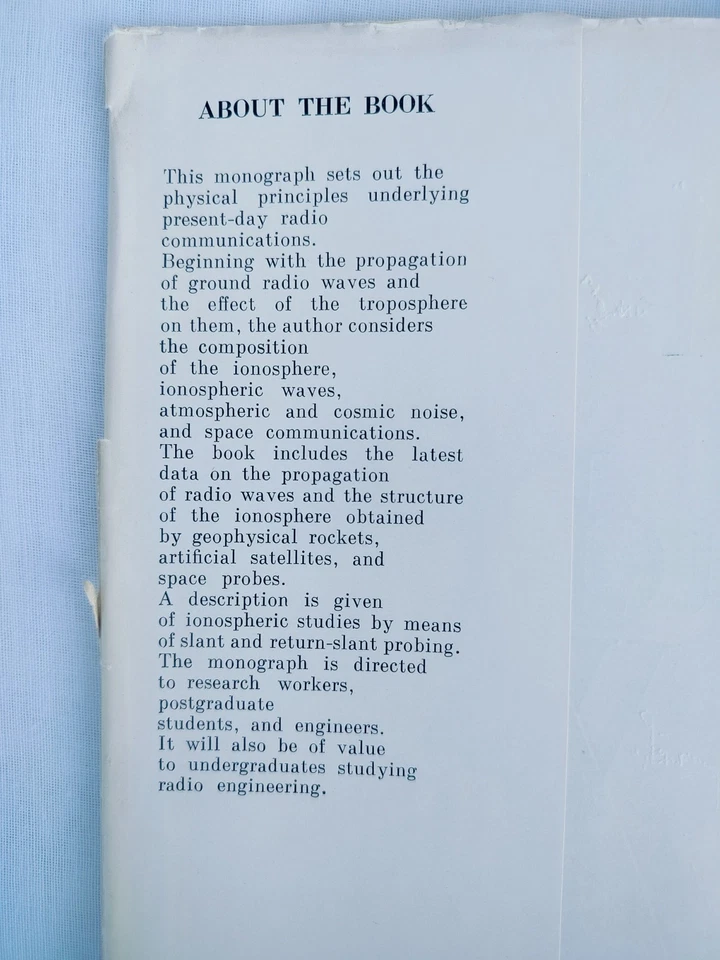 ABOUT THE BOOK
This monograph sets out the
physical principles underlying
present-day radio
communications.
Beginning with the propagation
of ground radio waves and
the effect of the troposphere
on them, the author considers
the composition
of the ionosphere,
ionospheric waves,
atmospheric and cosmic noise,
and space communications.
The book includes the latest
data on the propagation
of radio waves and the structure
of the ionosphere obtained
by geophysical rockets,
artificial satellites, and
space probes.
A description is given
of ionospheric studies by means
of slant and return-slant probing.
The monograph is directed
to research workers,
postgraduate
students, and engineers.
It will also be of value
to undergraduates studying
radio engineering.